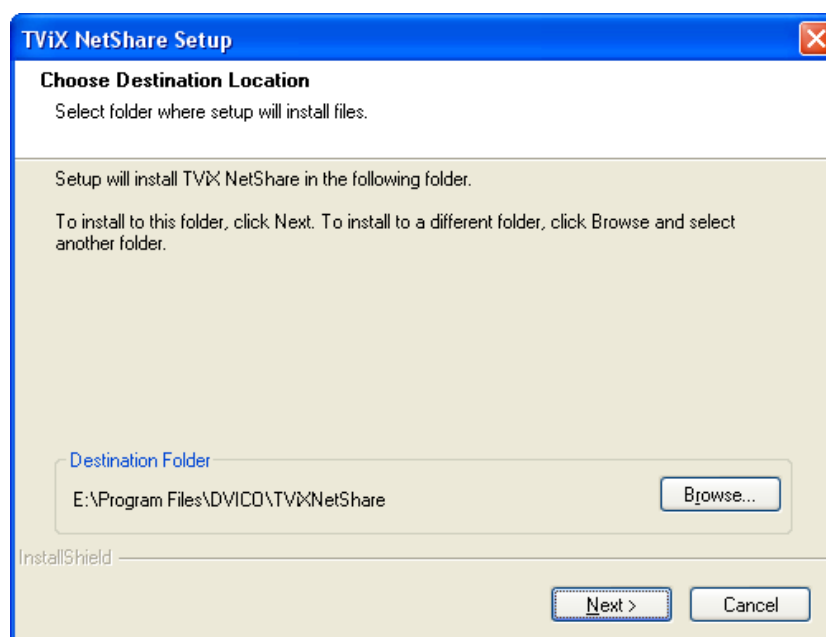 TViX NetShare Setup
Choose Destination Location
Select folder where setup will install files.
Setup will install TViX NetShare in the following folder.
To install to this folder, click Next. To install to a different folder, click Browse and select
another folder.
Destination Folder
E:\Program Files\DVICO\TViXNetShare
Browse...
InstallShield
Next >
Cancel